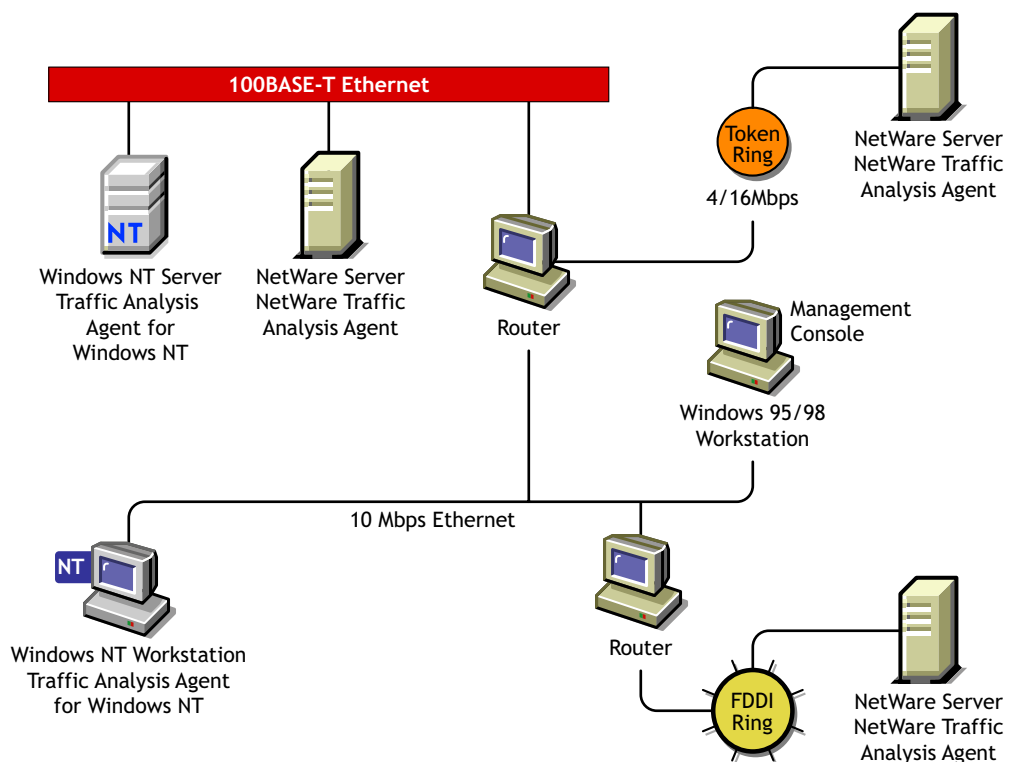 100BASE-T Ethernet
Token
Ring
4/16Mbps
NetWare Server
NetWare Traffic
Analysis Agent
NT
Windows NT Server
Traffic Analysis
Agent for
Windows NT
NetWare Server
NetWare Traffic
Analysis Agent
Router
Management
Console
Windows 95/98
Workstation
10 Mbps Ethernet
NT
Windows NT Workstation
Traffic Analysis Agent
for Windows NT
Router
FDDI
Ring
NetWare Server
NetWare Traffic
Analysis Agent